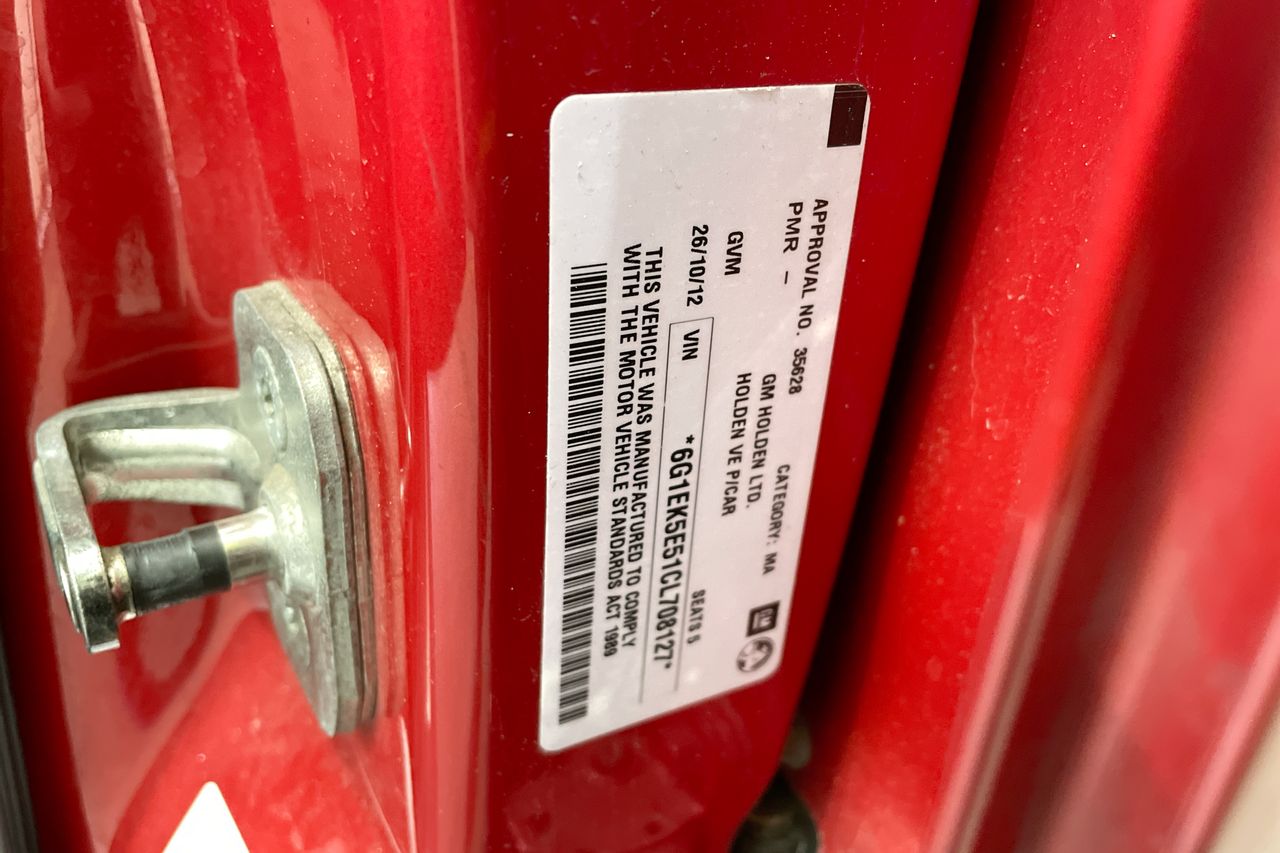 APPROVAL NO. 35628 CATEGORY: MA
PMR –
GM HOLDEN LTD.
GVM HOLDEN VE P/CAR
SEATS 5
26/10/12 VIN *6G1EK5E51CL708127*
THIS VEHICLE WAS MANUFACTURED TO COMPLY
WITH THE MOTOR VEHICLE STANDARDS ACT 1989
GM